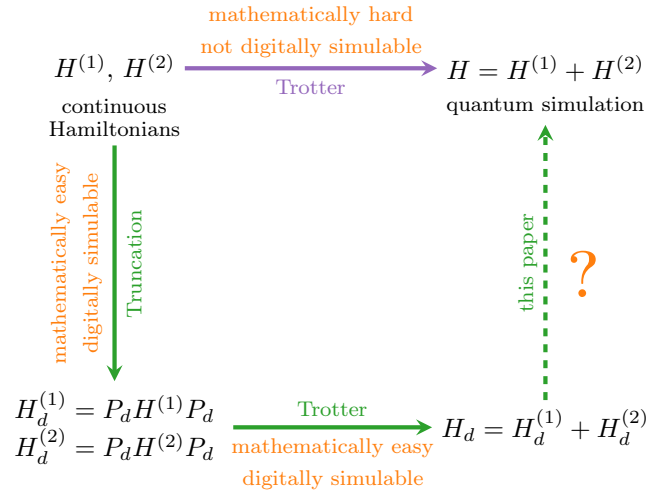 mathematically hard
not digitally simulable
H^{(1)}, H^{(2)}
H = H^{(1)} + H^{(2)}
Trotter
continuous
Hamiltonians
quantum simulation
mathematically easy
digitally simulable
Truncation
this paper
?
H_d^{(1)} = P_d H^{(1)} P_d
H_d^{(2)} = P_d H^{(2)} P_d
Trotter
H_d = H_d^{(1)} + H_d^{(2)}
mathematically easy
digitally simulable